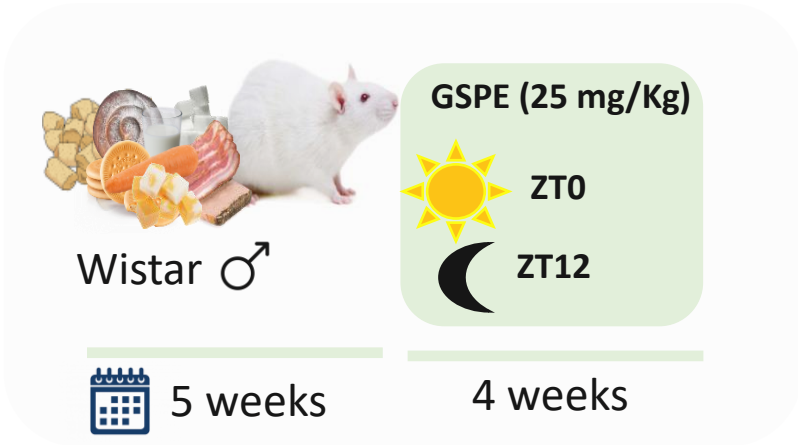 GSPE (25 mg/Kg)
ZT0
ZT12
Wistar ♂
5 weeks
4 weeks